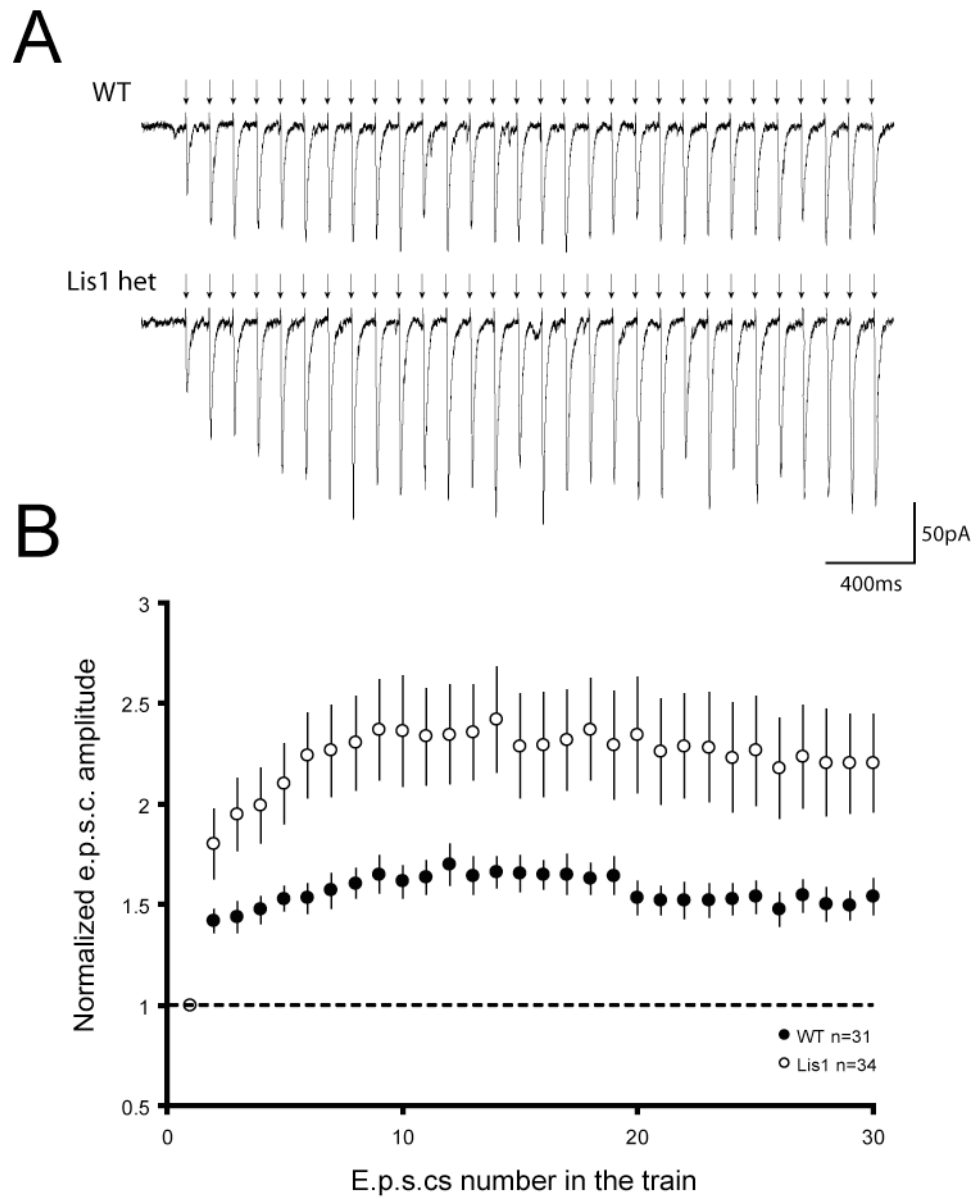 A
WT
Lis1 het
50pA
400ms
B
3
2.5
2
1.5
1
0.5
Normalized e.p.s.c. amplitude
WT n=31
Lis1 n=34
0
10
20
30
E.p.s.cs number in the train